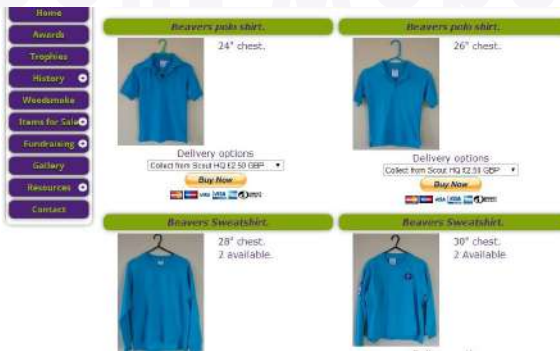 Home
Awards
Trophies
History
Woodsmoke
Items for Sale
Fundraising
Gallery
Resources
Contact
Beavers polo shirt.
24" chest.
Delivery options
Collect from Scout HQ £2.50 GBP
Buy Now
VISA
Beavers polo shirt.
26" chest.
Delivery options
Collect from Scout HQ £2.50 GBP
Buy Now
VISA
Beavers Sweatshirt.
28" chest.
2 available.
Beavers Sweatshirt.
30" chest.
2 Available